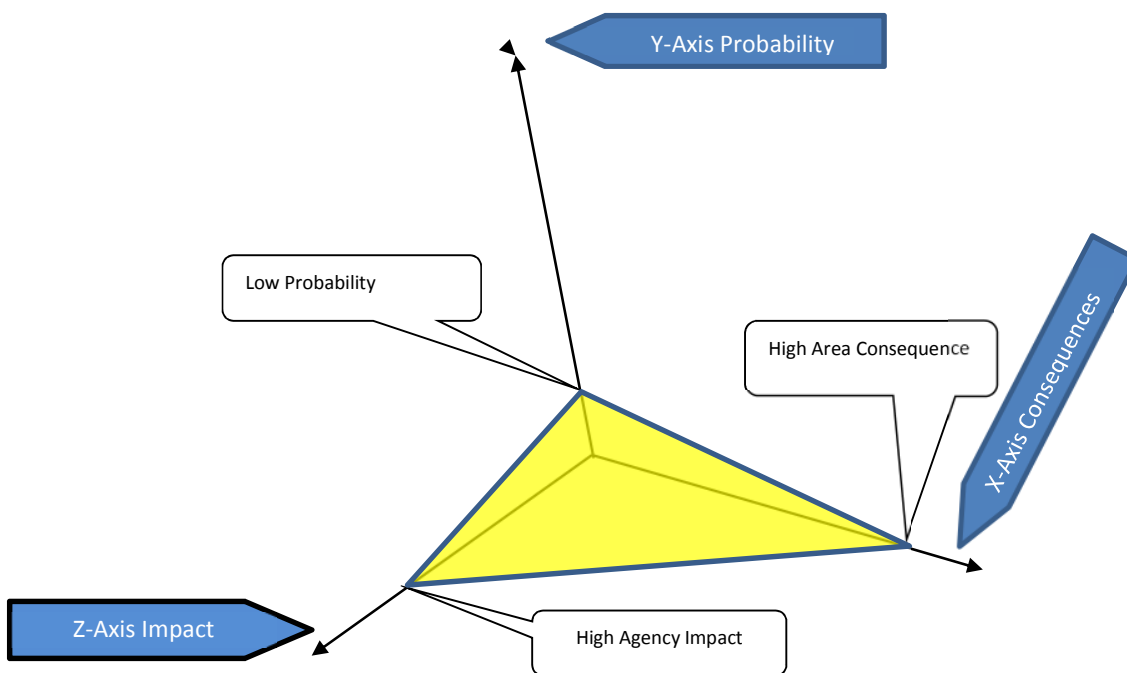 Y-Axis Probability
Low Probability
High Area Consequence
X-Axis Consequences
Z-Axis Impact
High Agency Impact